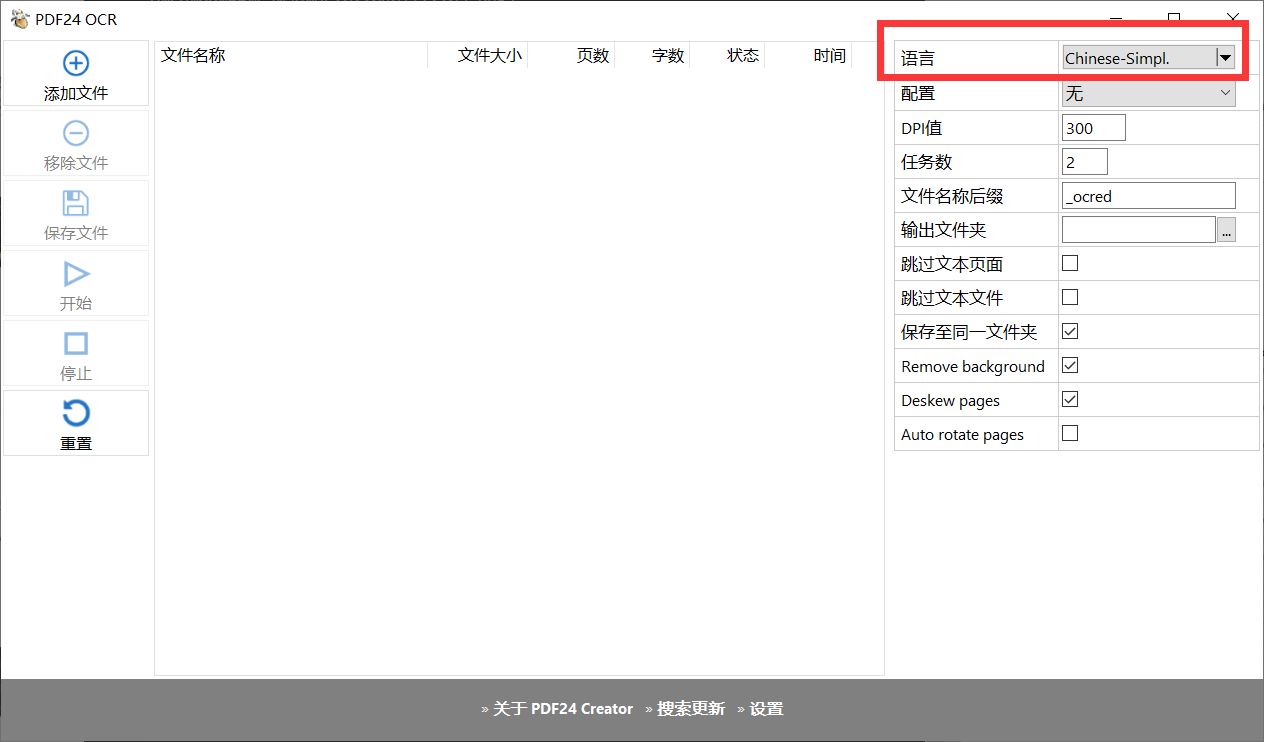 PDF24 OCR
添加文件
移除文件
保存文件
开始
停止
重置
文件名称 文件大小 页数 字数 状态 时间
语言 Chinese-Simpl.
配置 无
DPI值 300
任务数 2
文件名称后缀 _ocred
输出文件夹 ...
跳过文本页面
跳过文本文件
保存至同一文件夹
Remove background
Deskew pages
Auto rotate pages
» 关于 PDF24 Creator » 搜索更新 » 设置